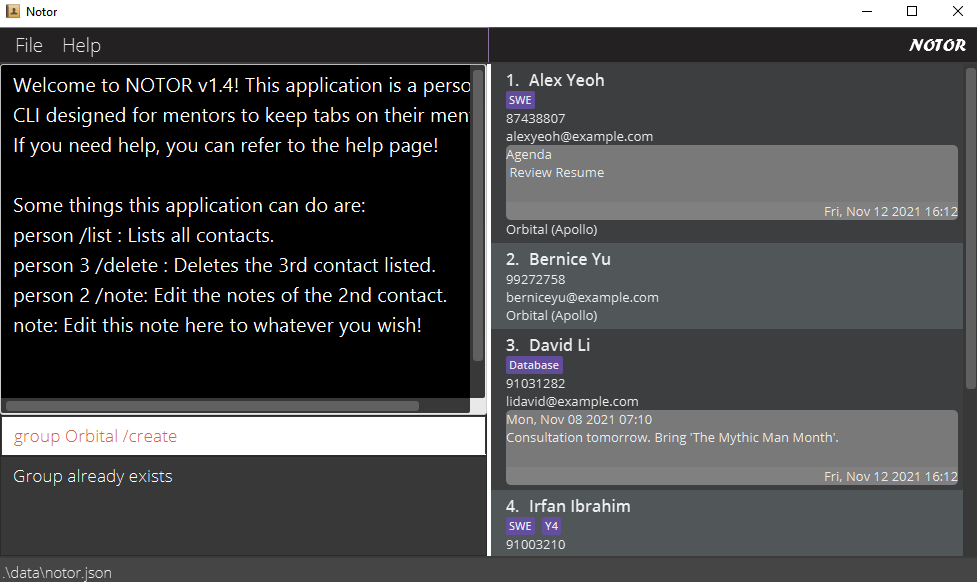 Notor
File Help
NOTOR
Welcome to NOTOR v1.4! This application is a perso
CLI designed for mentors to keep tabs on their men
If you need help, you can refer to the help page!
Some things this application can do are:
person /list : Lists all contacts.
person 3 /delete : Deletes the 3rd contact listed.
person 2 /note: Edit the notes of the 2nd contact.
note: Edit this note here to whatever you wish!
group Orbital /create
Group already exists
1. Alex Yeoh
SWE
87438807
alexyeoh@example.com
Agenda
Review Resume
Fri, Nov 12 2021 16:12
Orbital (Apollo)
2. Bernice Yu
99272758
berniceyu@example.com
Orbital (Apollo)
3. David Li
Database
91031282
lidavid@example.com
Mon, Nov 08 2021 07:10
Consultation tomorrow. Bring 'The Mythic Man Month'.
Fri, Nov 12 2021 16:12
4. Irfan Ibrahim
SWE Y4
91003210
.\data\notor.json